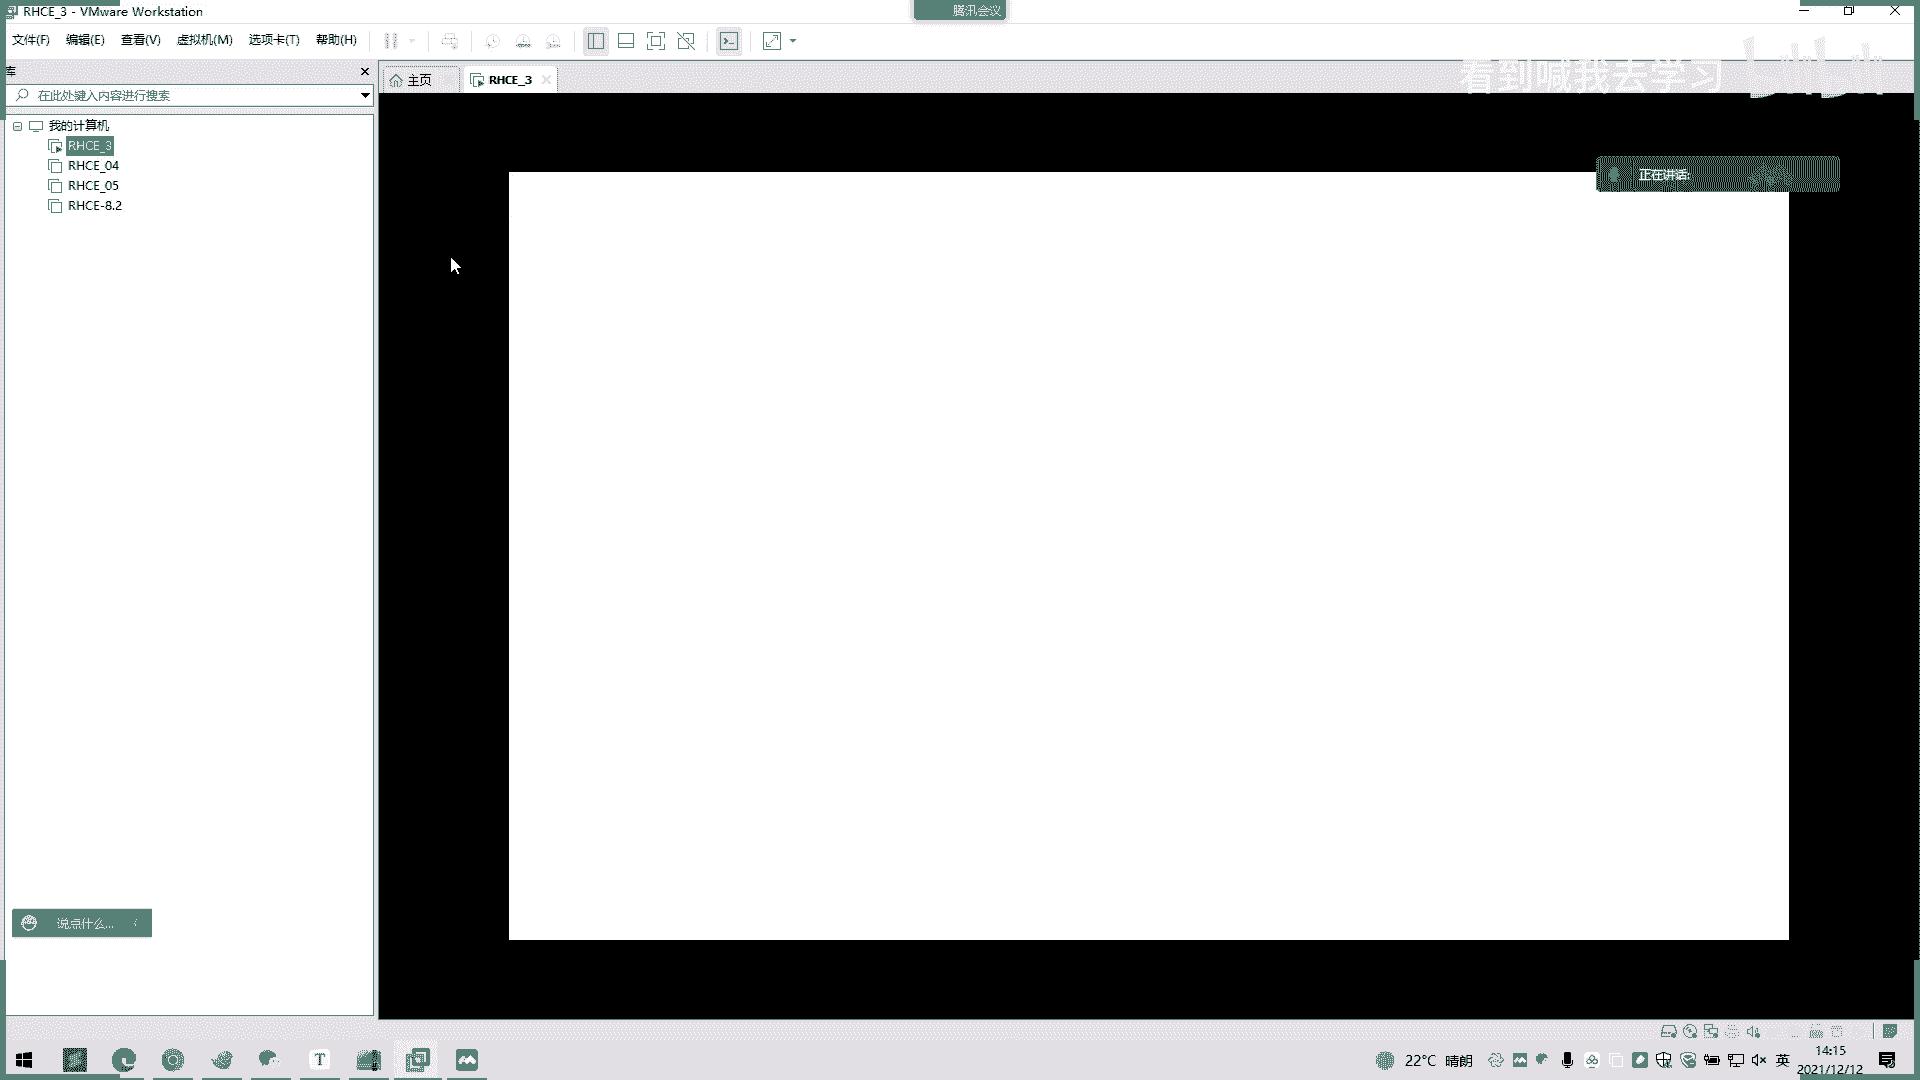 RHCE_3 - VMware Workstation
腾讯会议
文件(F) 编辑(E) 查看(V) 虚拟机(M) 选项卡(T) 帮助(H)
库
主页
RHCE_3
看到喊我去学习
bilibili
在此处键入内容进行搜索
我的计算机
RHCE_3
RHCE_04
RHCE_05
RHCE-8.2
正在讲话:
说点什么...
T
22°C 晴朗
英
14:15
2021/12/12